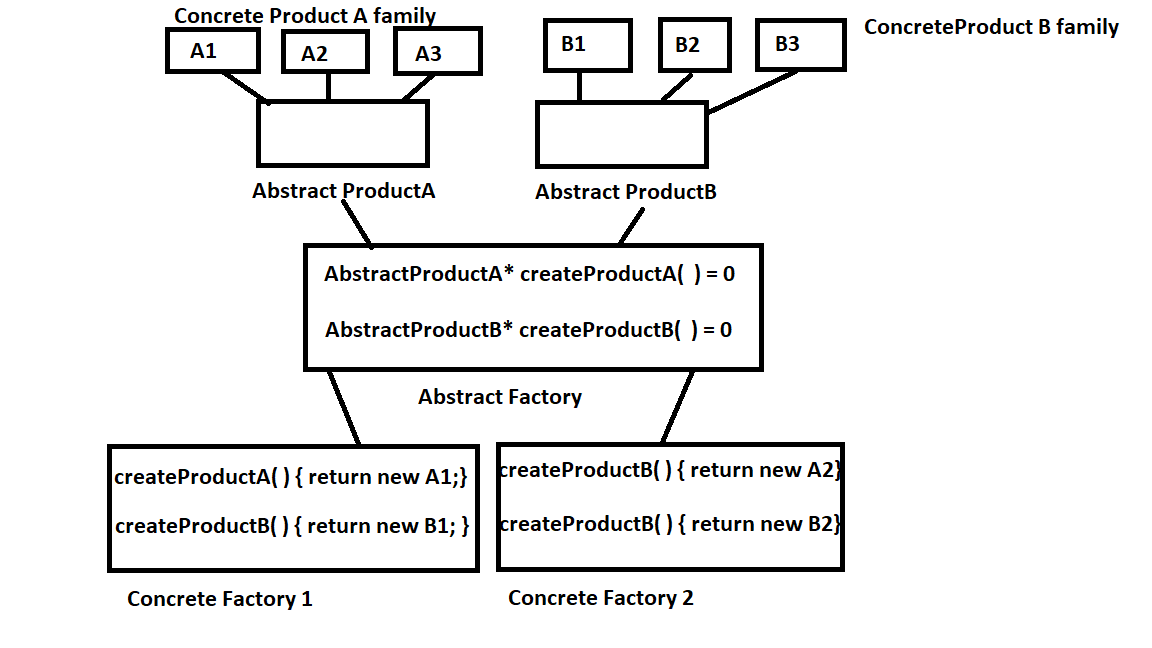 Concrete Product A family
ConcreteProduct B family
A1
A2
A3
B1
B2
B3
Abstract ProductA
Abstract ProductB
AbstractProductA* createProductA( ) = 0
AbstractProductB* createProductB( ) = 0
Abstract Factory
createProductA( ) { return new A1;}
createProductB( ) { return new B1; }
Concrete Factory 1
createProductB( ) { return new A2}
createProductB( ) { return new B2}
Concrete Factory 2